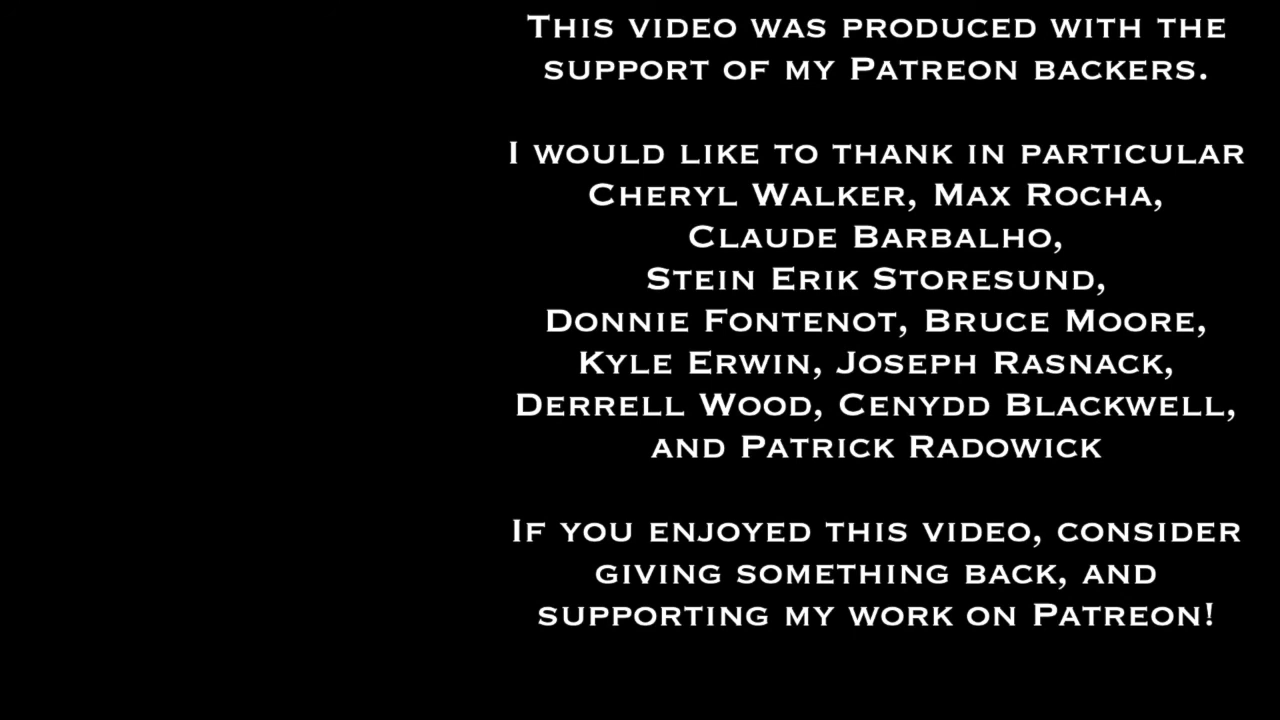 This video was produced with the
support of my Patreon backers.
I would like to thank in particular
Cheryl Walker, Max Rocha,
Claude Barbalho,
Stein Erik Storesund,
Donnie Fontenot, Bruce Moore,
Kyle Erwin, Joseph Rasnack,
Derrell Wood, Cenydd Blackwell,
and Patrick Radowick
If you enjoyed this video, consider
giving something back, and
supporting my work on Patreon!